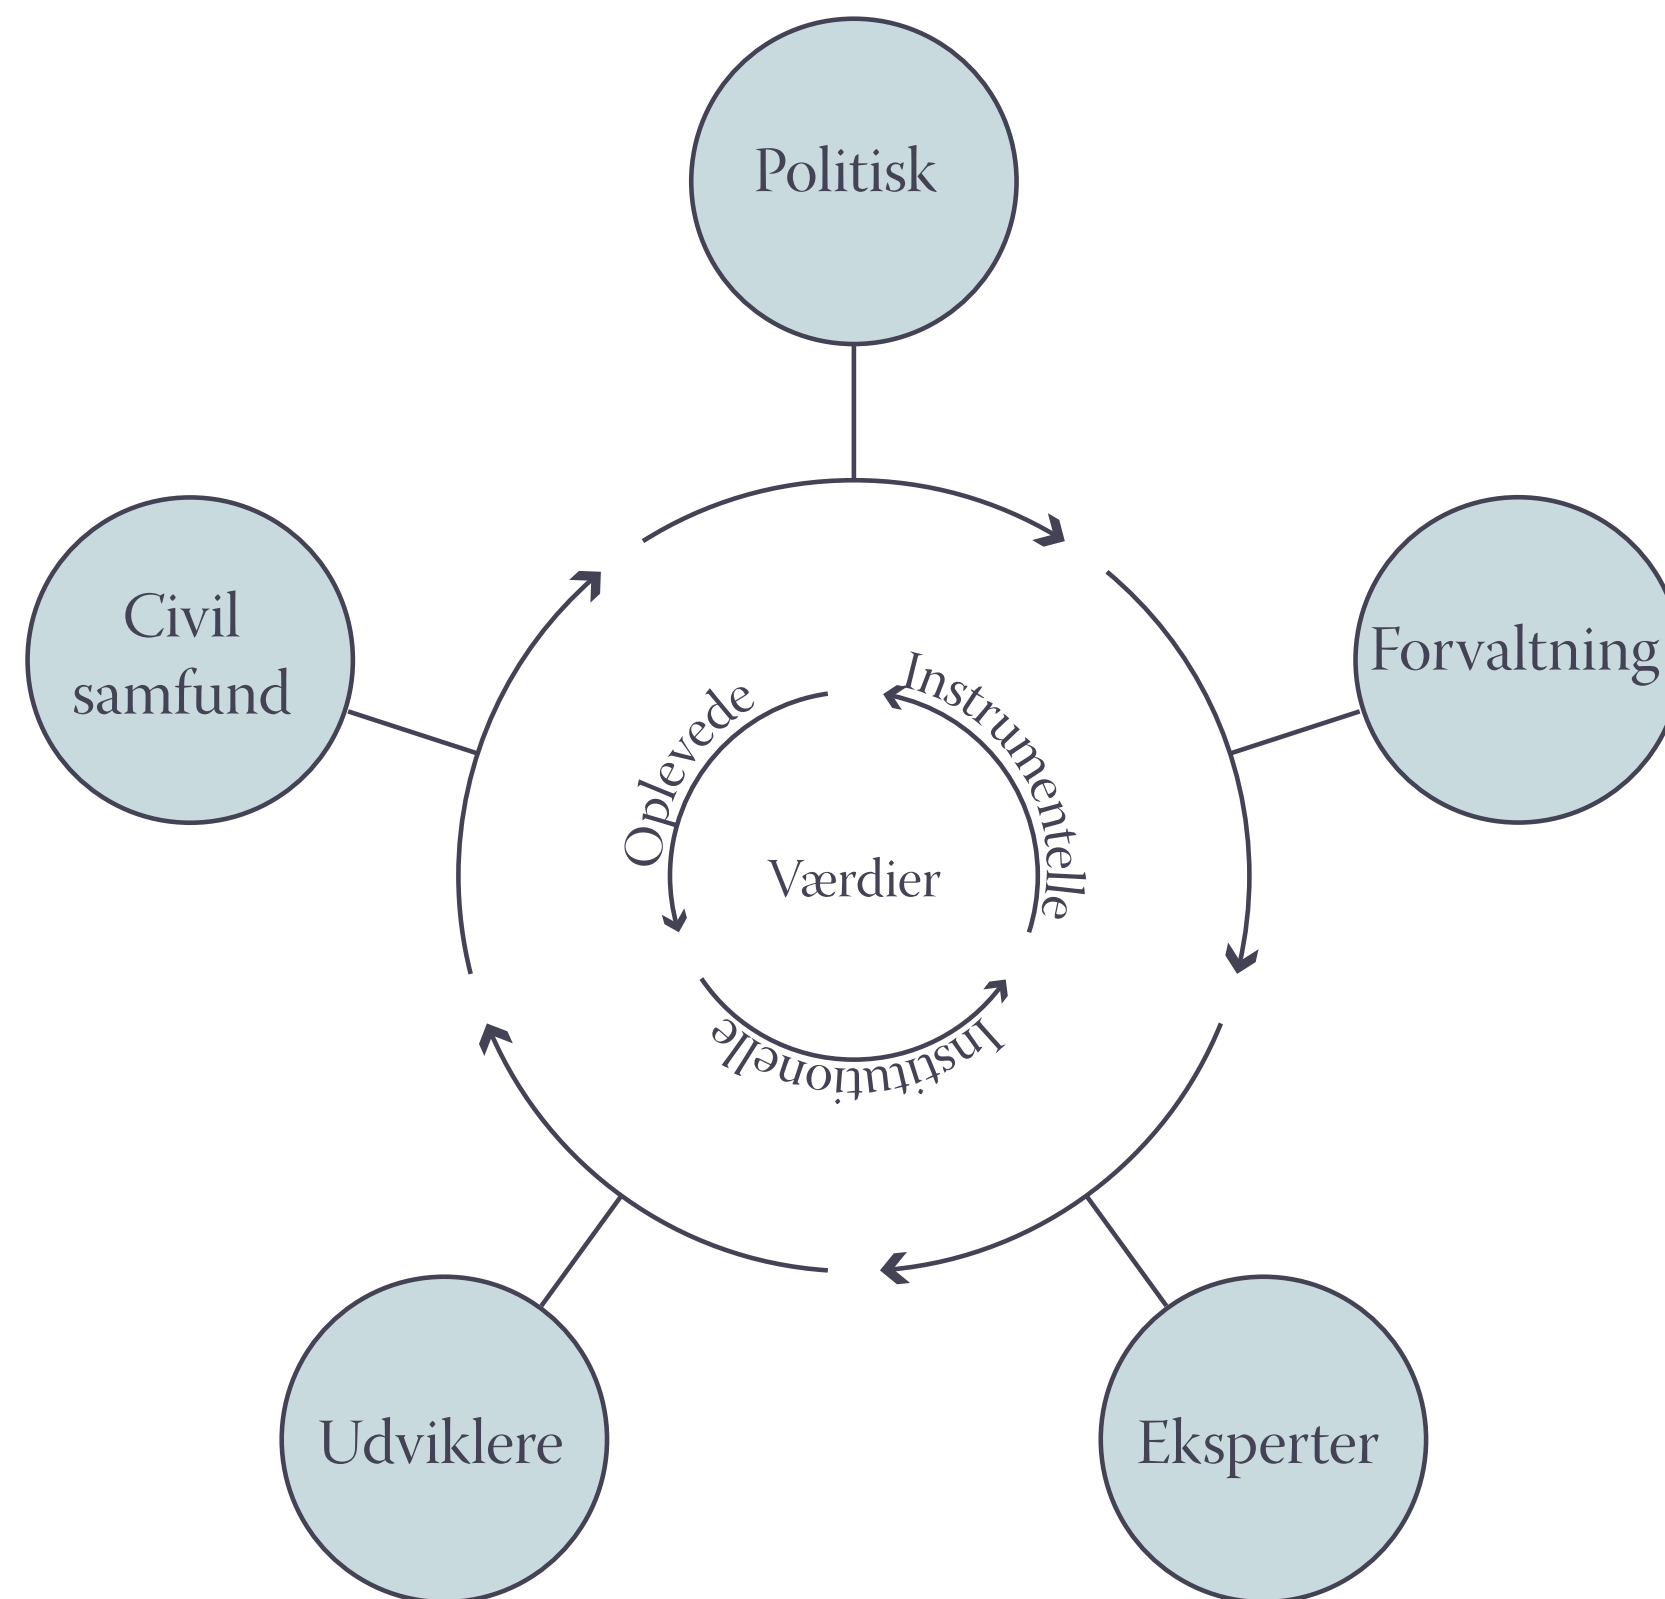 Politisk
Civil
samfund
Forvaltning
Oplevede
Instrumentelle
Værdier
Institutionelle
Udviklere
Eksperter